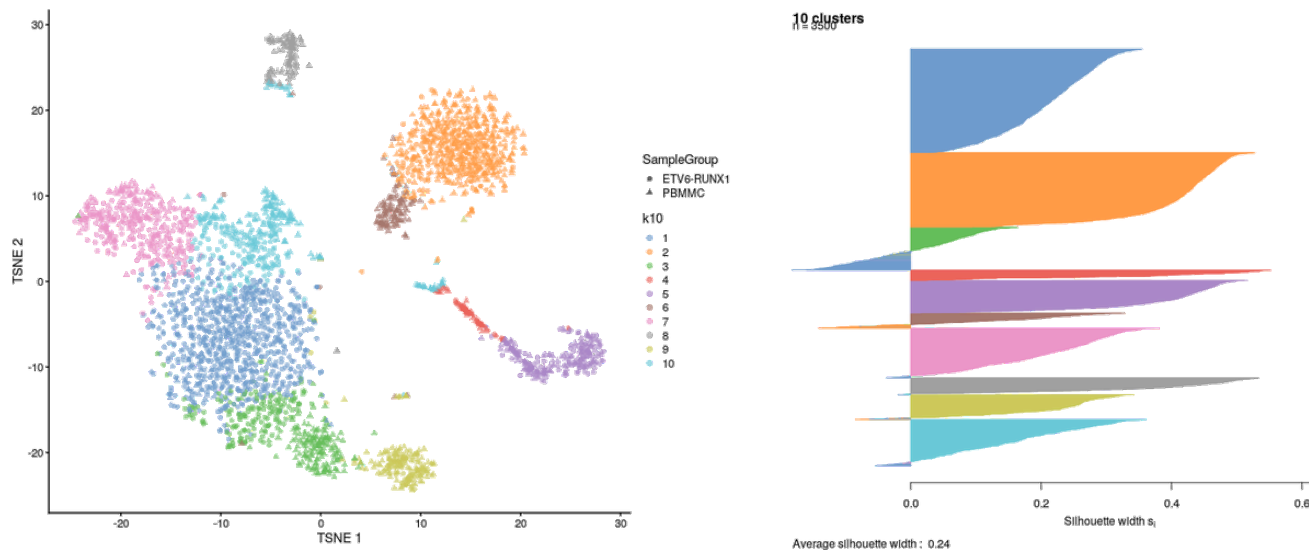 30
20
10
0
-10
-20
TSNE 2
-20
-10
0
10
20
30
TSNE 1
SampleGroup
ETV6-RUNX1
PBMMC
k10
1
2
3
4
5
6
7
8
9
10
10 clusters
n = 3500
0.0
0.2
0.4
0.6
Silhouette width si
Average silhouette width : 0.24